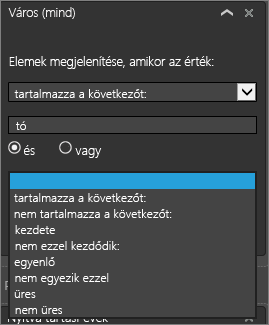 Város (mind)
Elemek megjelenítése, amikor az érték:
tartalmazza a következőt:
tó
és vagy
tartalmazza a következőt:
nem tartalmazza a következőt:
kezdete
nem ezzel kezdődik:
egyenlő
nem egyezik ezzel
üres
nem üres
Nyitva tartási évek